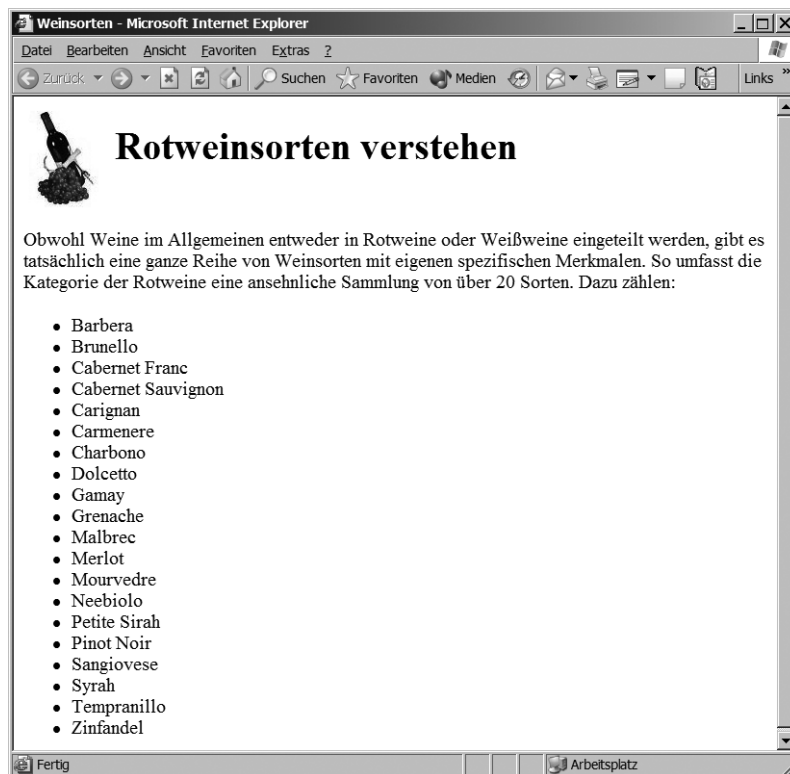 Weinsorten - Microsoft Internet Explorer
Datei Bearbeiten Ansicht Favoriten Extras ?
Zurück Suchen Favoriten Medien Links »
Rotweinsorten verstehen
Obwohl Weine im Allgemeinen entweder in Rotweine oder Weißweine eingeteilt werden, gibt es
tatsächlich eine ganze Reihe von Weinsorten mit eigenen spezifischen Merkmalen. So umfasst die
Kategorie der Rotweine eine ansehnliche Sammlung von über 20 Sorten. Dazu zählen:
• Barbera
• Brunello
• Cabernet Franc
• Cabernet Sauvignon
• Carignan
• Carmenere
• Charbono
• Dolcetto
• Gamay
• Grenache
• Malbrec
• Merlot
• Mourvedre
• Neebiolo
• Petite Sirah
• Pinot Noir
• Sangiovese
• Syrah
• Tempranillo
• Zinfandel
Fertig Arbeitsplatz